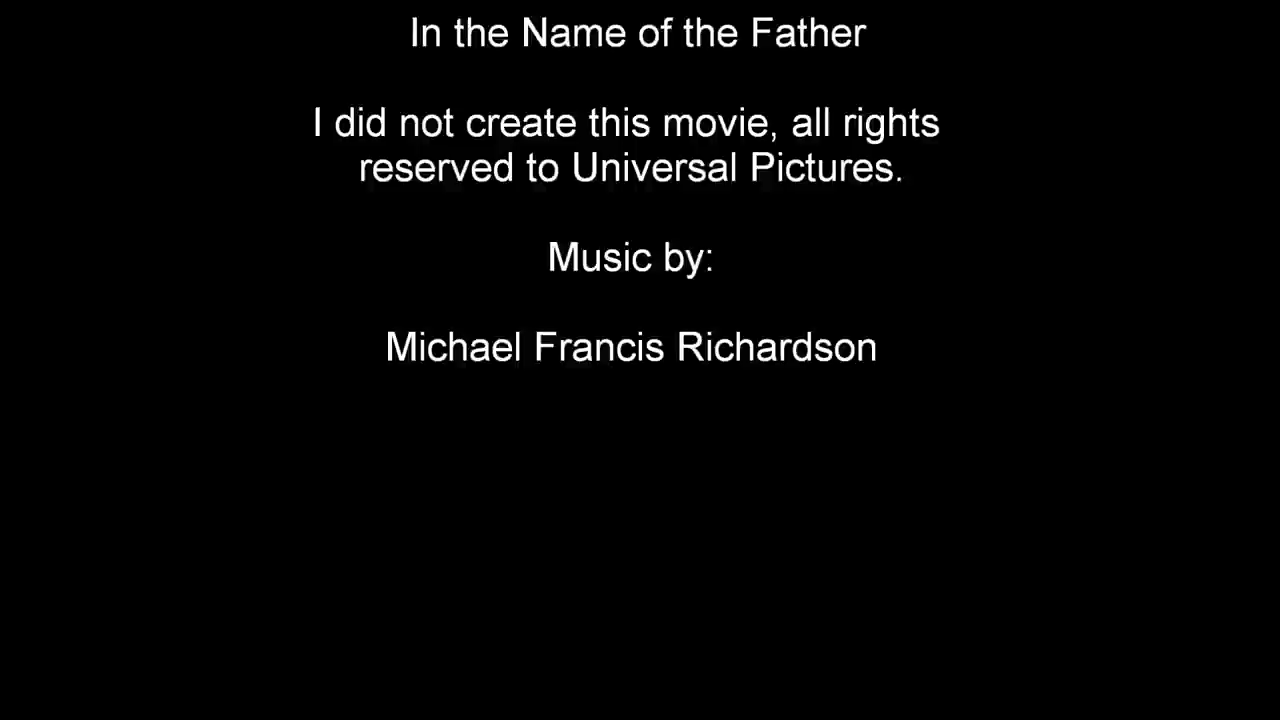 In the Name of the Father
I did not create this movie, all rights
reserved to Universal Pictures.
Music by:
Michael Francis Richardson